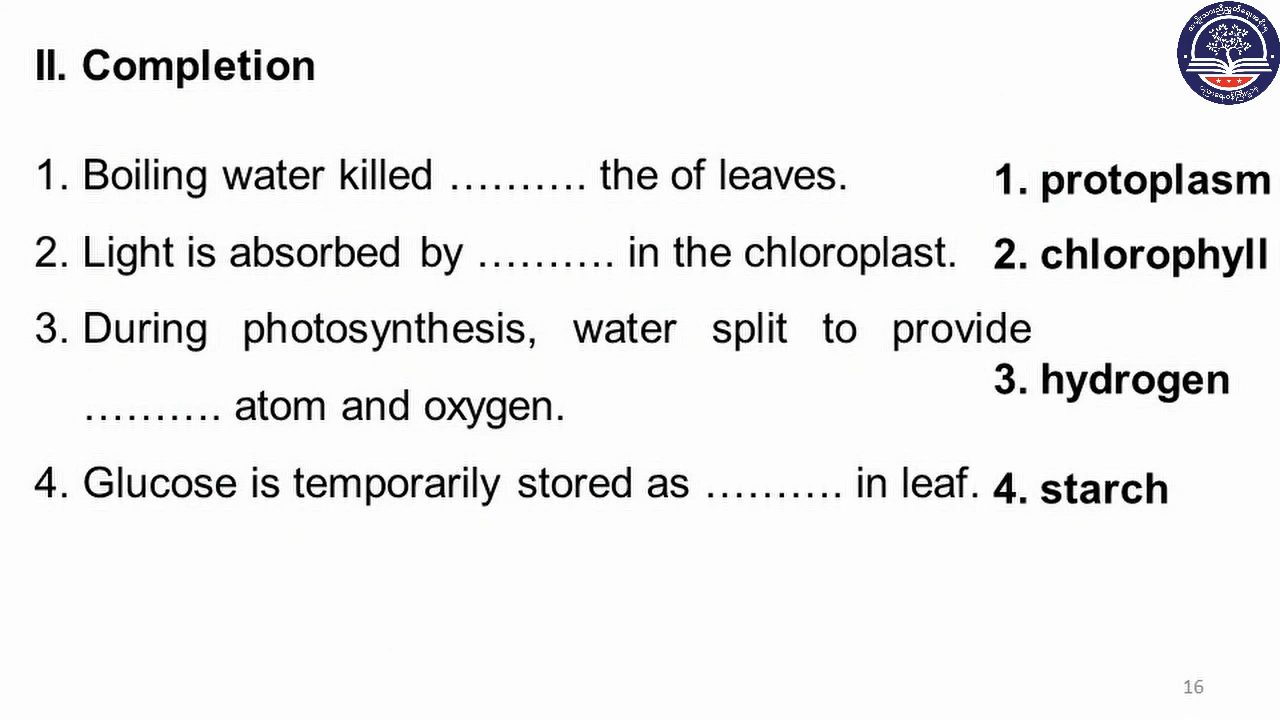 II. Completion
1. Boiling water killed ………. the of leaves.
1. protoplasm
2. Light is absorbed by ………. in the chloroplast.
2. chlorophyll
3. During photosynthesis, water split to provide
………. atom and oxygen.
3. hydrogen
4. Glucose is temporarily stored as ………. in leaf.
4. starch
16